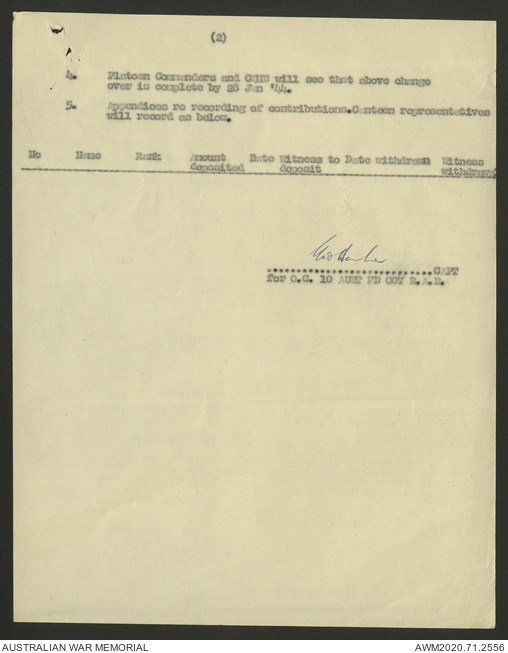 (2)
4. Platoon Commanders and CQMS will see that above change
over is complete by 28 Jan '44.
5. Appendices re recording of contributions.Canteen representatives
will record as below.
No Name Rank Amount Date Witness to Date withdrawn Witness
deposited deposit withdrawn
..............................CAPT
for O.C. 10 AUST FD COY R.A.E.
AUSTRALIAN WAR MEMORIAL AWM2020.71.2556